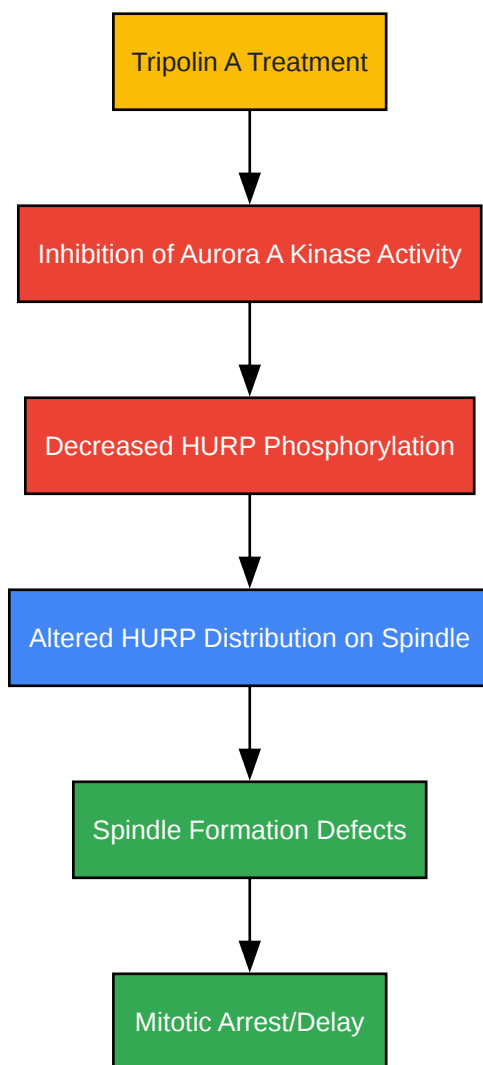 Tripolin A Treatment
Inhibition of Aurora A Kinase Activity
Decreased HURP Phosphorylation
Altered HURP Distribution on Spindle
Spindle Formation Defects
Mitotic Arrest/Delay